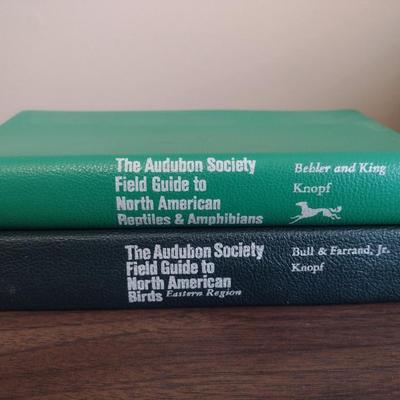 The Audubon Society
Field Guide to
North American
Reptiles & Amphibians
Behler and King
Knopf
The Audubon Society
Field Guide to
North American
Birds Eastern Region
Bull & Farrand, Jr.
Knopf